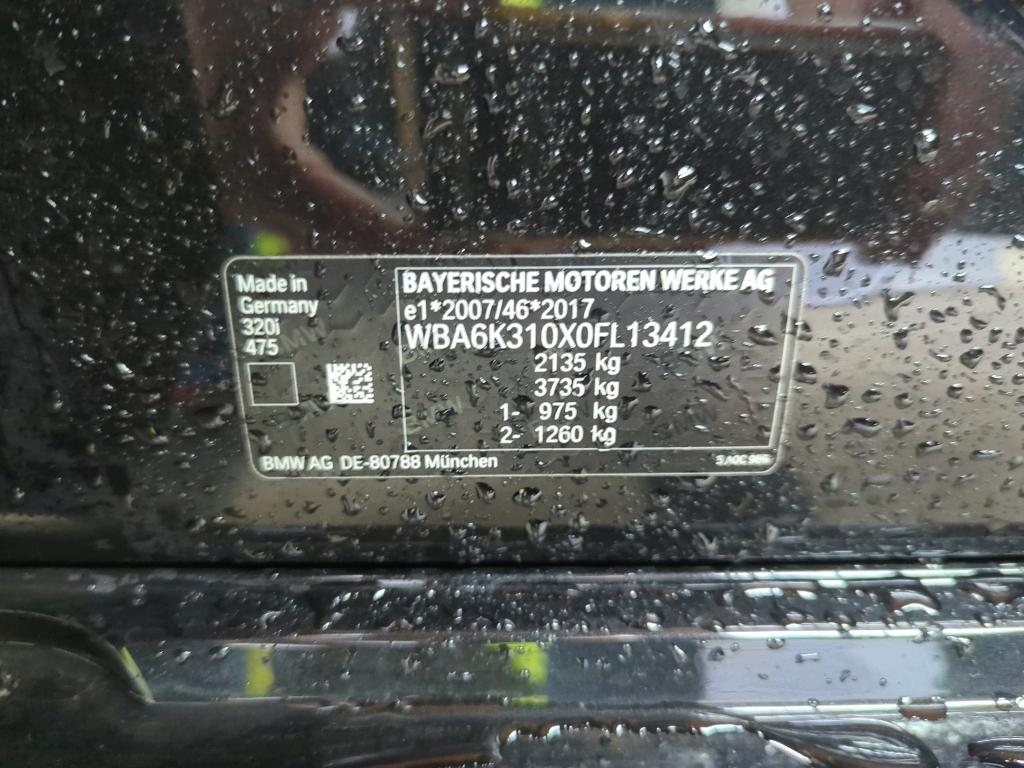 Made in
Germany
320i
475
BAYERISCHE MOTOREN WERKE AG
e1*2007/46*2017
WBA6K310X0FL13412
2135 kg
3735 kg
1- 975 kg
2- 1260 kg
BMW AG DE-80788 München